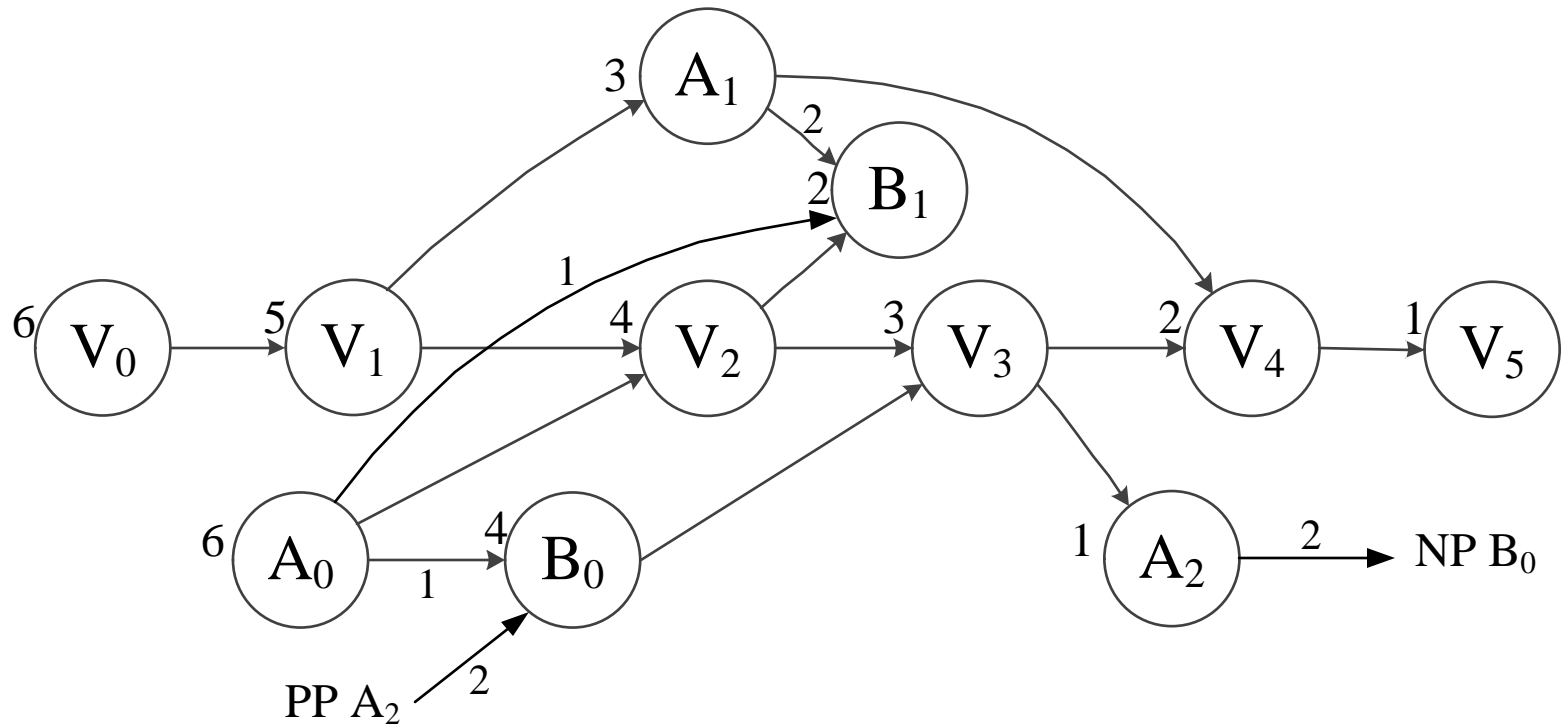 3 A₁
2
2 B₁
1
6 V₀ 5 V₁ 4 V₂ 3 V₃ 2 V₄ 1 V₅
6 A₀ 1 4 B₀ 1 A₂ 2 NP B₀
PP A₂ 2